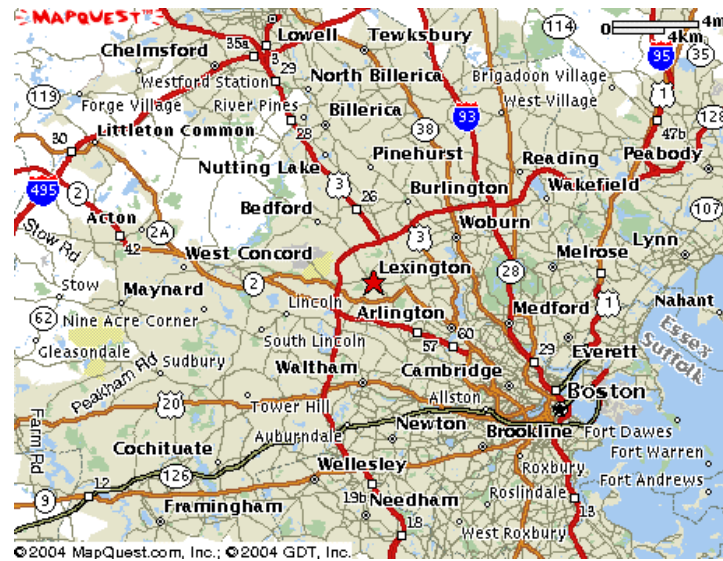 MAPQUEST™
Lowell
Tewksbury
114
0
4m
4km
Chelmsford
35a
3
95
35
Westford Station
29
North Billerica
Brigadoon Village
1
119
Forge Village
River Pines
Billerica
93
West Village
128
30
Littleton Common
28
38
47b
Nutting Lake
Pinehurst
Reading
Peabody
495
2
3
Burlington
Wakefield
Acton
Bedford
26
Woburn
107
Stow Rd
2A
3
Lynn
42
West Concord
Melrose
Lexington
28
Stow
Maynard
2
Lincoln
1
Nahant
62
Nine Acre Corner
Arlington
Medford
Essex
Suffolk
Gleasondale
South Lincoln
57
60
Everett
Sudbury
29
Peakham Rd
Waltham
Cambridge
Boston
20
Tower Hill
Allston
Farm Rd
Auburndale
Newton
Brookline
Fort Dawes
Cochituate
Fort Warren
12
126
Wellesley
Roxbury
Fort Andrews
9
19b
Needham
Roslindale
13
Framingham
18
West Roxbury
©2004 MapQuest.com, Inc.; ©2004 GDT, Inc.